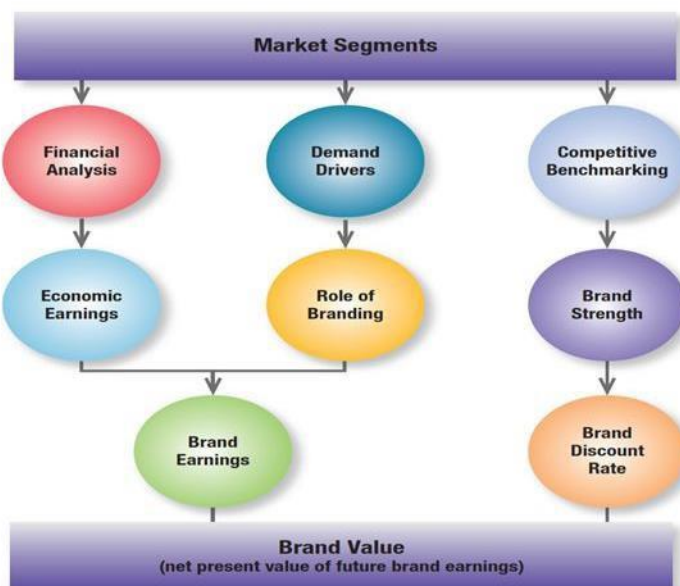 Market Segments
Financial
Analysis
Demand
Drivers
Competitive
Benchmarking
Economic
Earnings
Role of
Branding
Brand
Strength
Brand
Earnings
Brand
Discount
Rate
Brand Value
(net present value of future brand earnings)